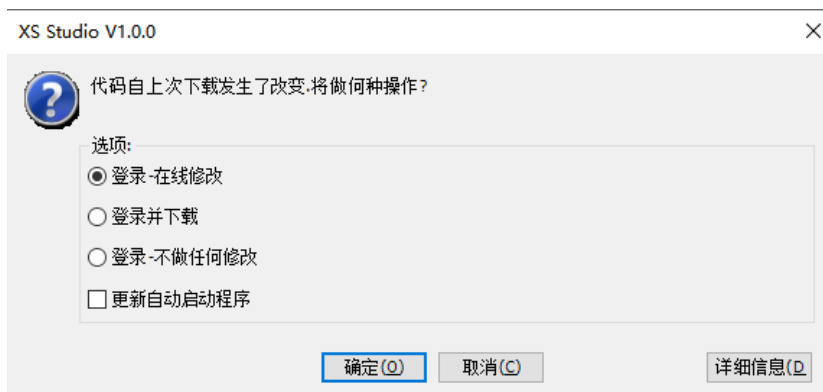 XS Studio V1.0.0
代码自上次下载发生了改变.将做何种操作?
选项:
登录-在线修改
登录并下载
登录-不做任何修改
更新自动启动程序
确定(O) 取消(C) 详细信息(D